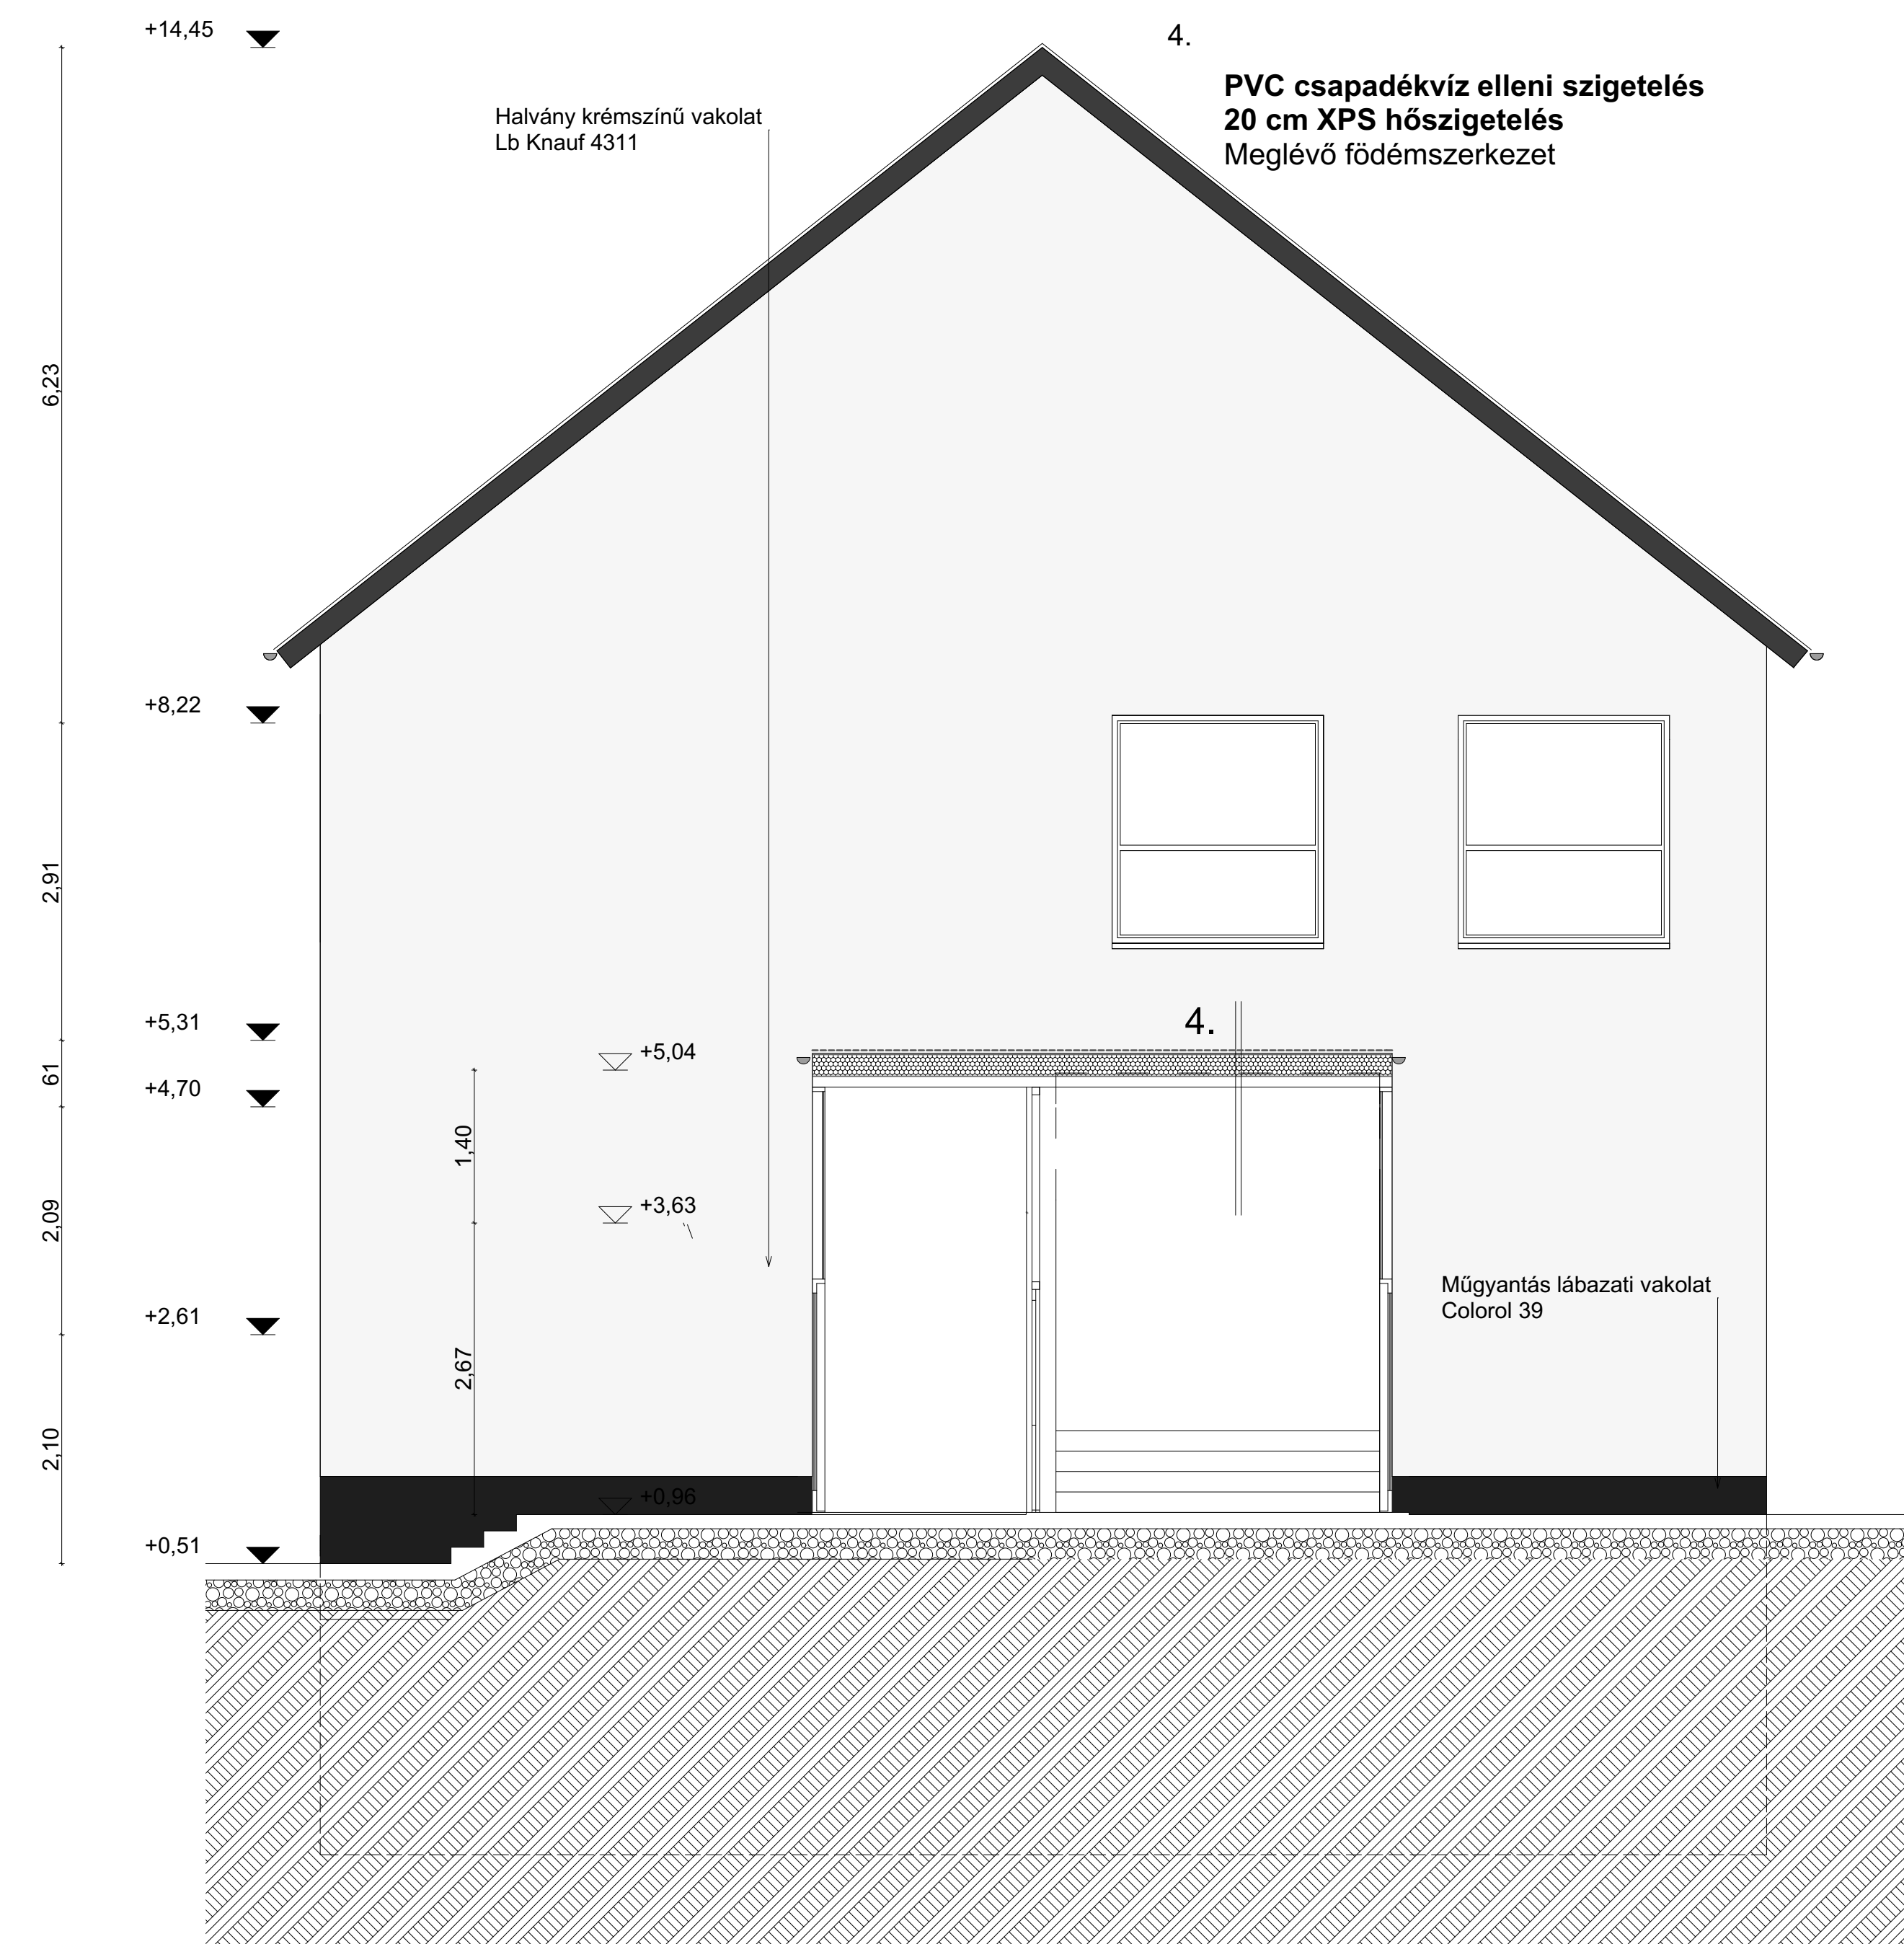 +14,45
4.
PVC csapadékvíz elleni szigetelés
20 cm XPS hőszigetelés
Meglévő födémszerkezet
Halvány krémszínű vakolat
Lb Knauf 4311
6,23
+8,22
2,91
+5,31
4.
+5,04
61
+4,70
1,40
2,09
+3,63
Műgyantás lábazati vakolat
Colorol 39
+2,61
2,67
2,10
+0,96
+0,51